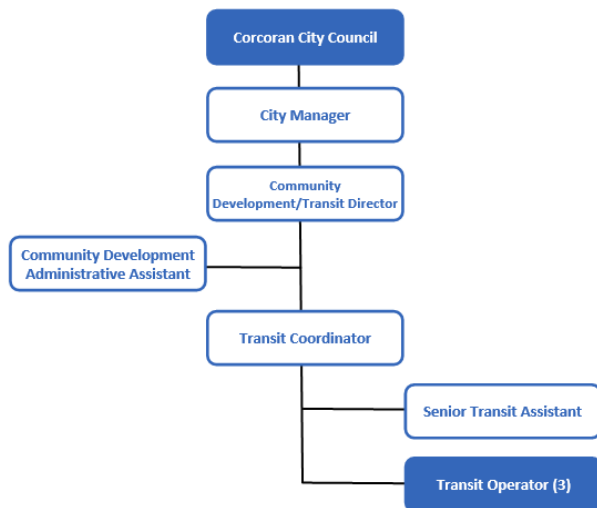 Corcoran City Council
City Manager
Community
Development/Transit Director
Community Development
Administrative Assistant
Transit Coordinator
Senior Transit Assistant
Transit Operator (3)